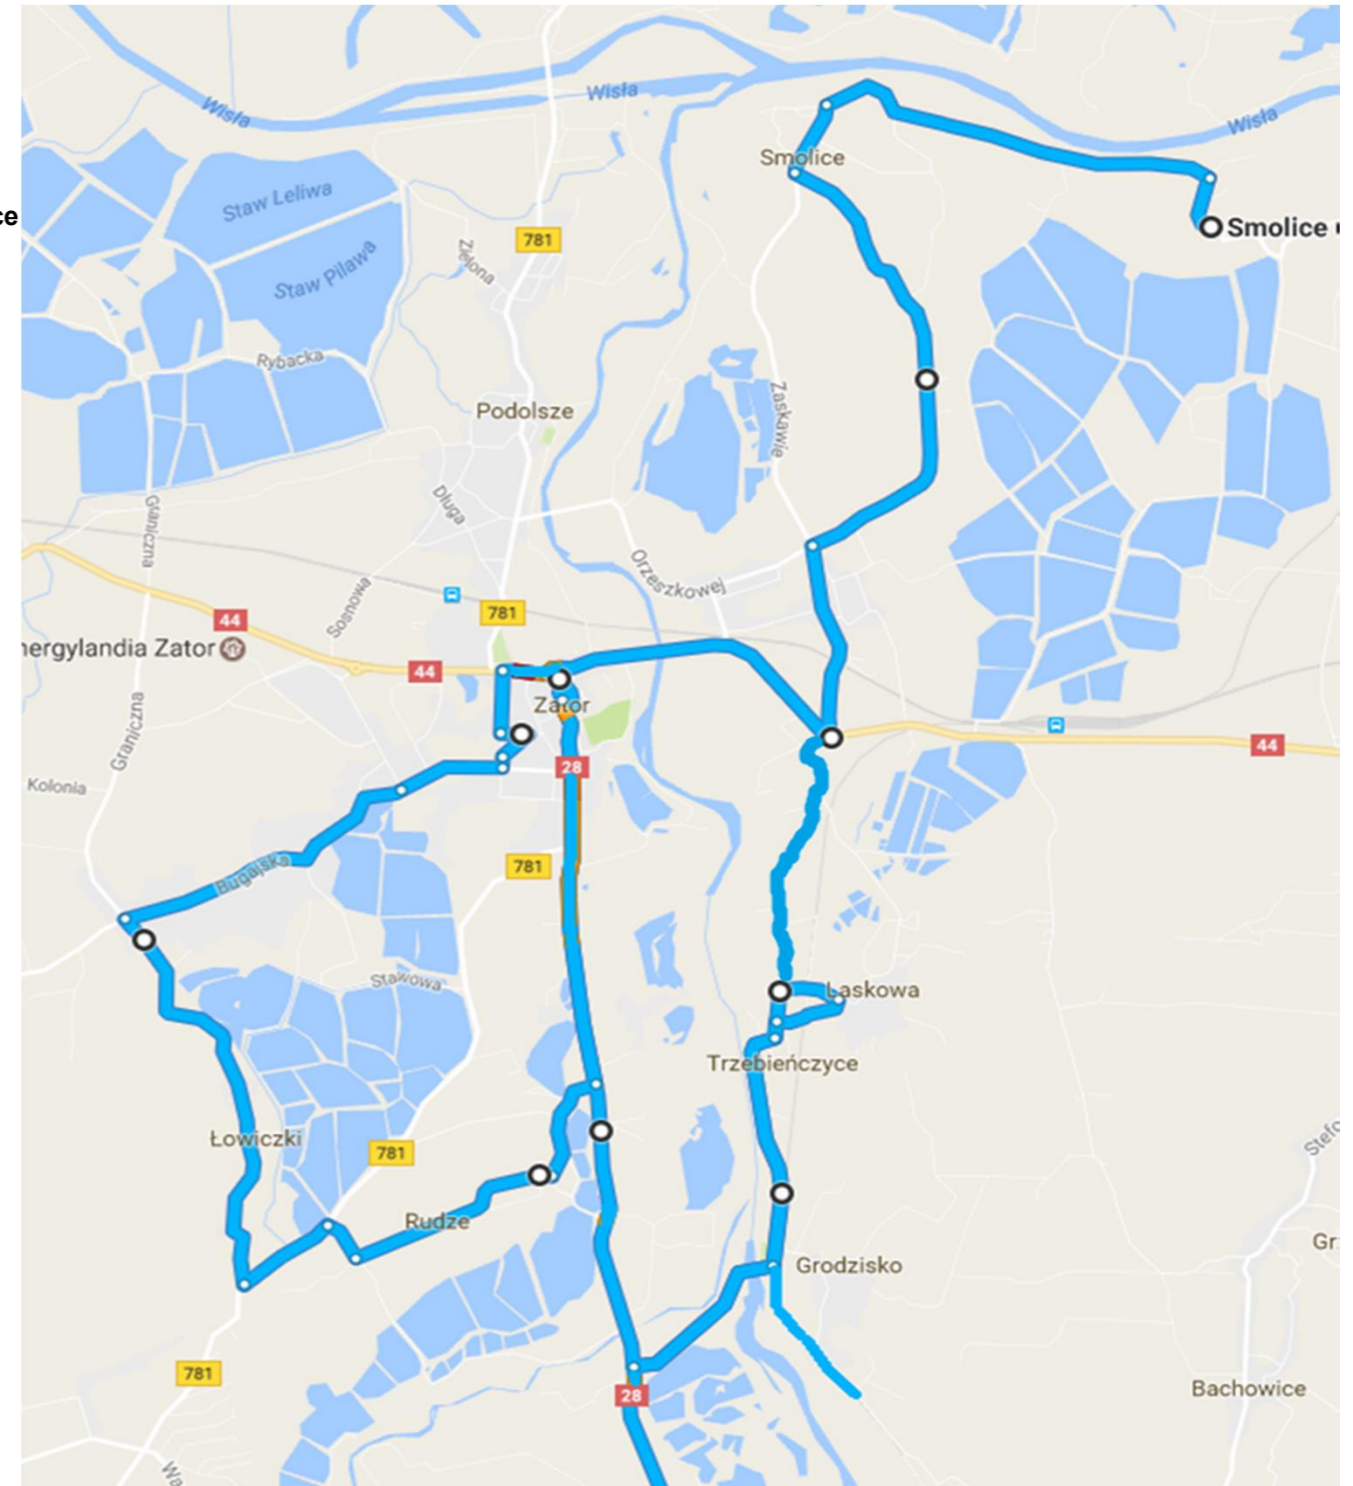 Wisła
Wisła
Wisła
Smolice
Staw Leliwa
ce
Smolice
781
Zielona
Staw Pilawa
Rybacka
Podolsze
Zaskawie
Długa
Graniczna
Orzeszkowej
Sosnowa
781
44
nergylandia Zator
44
Zator
Graniczna
44
28
Kolonia
781
Bugajska
Stawowa
Laskowa
Trzebieńczyce
Łowiczki
781
Rudze
Grodzisko
Gr
781
28
Bachowice
Wa